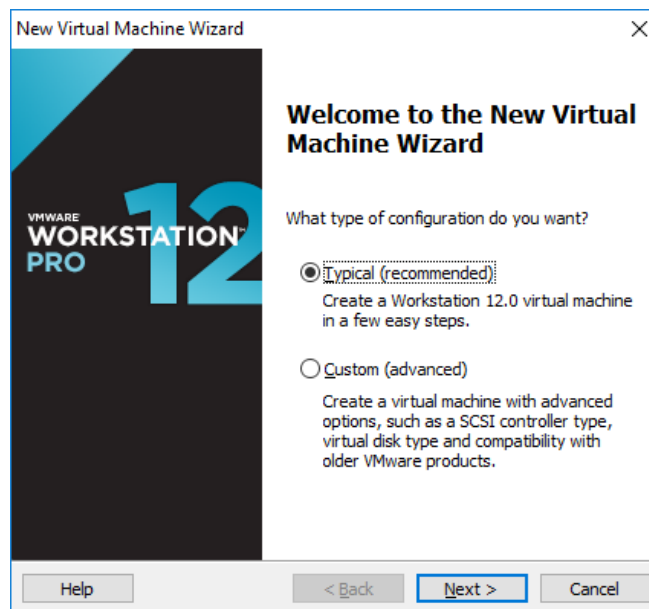 New Virtual Machine Wizard
VMWARE
WORKSTATION™
PRO
12
Welcome to the New Virtual
Machine Wizard
What type of configuration do you want?
Typical (recommended)
Create a Workstation 12.0 virtual machine
in a few easy steps.
Custom (advanced)
Create a virtual machine with advanced
options, such as a SCSI controller type,
virtual disk type and compatibility with
older VMware products.
Help
< Back
Next >
Cancel